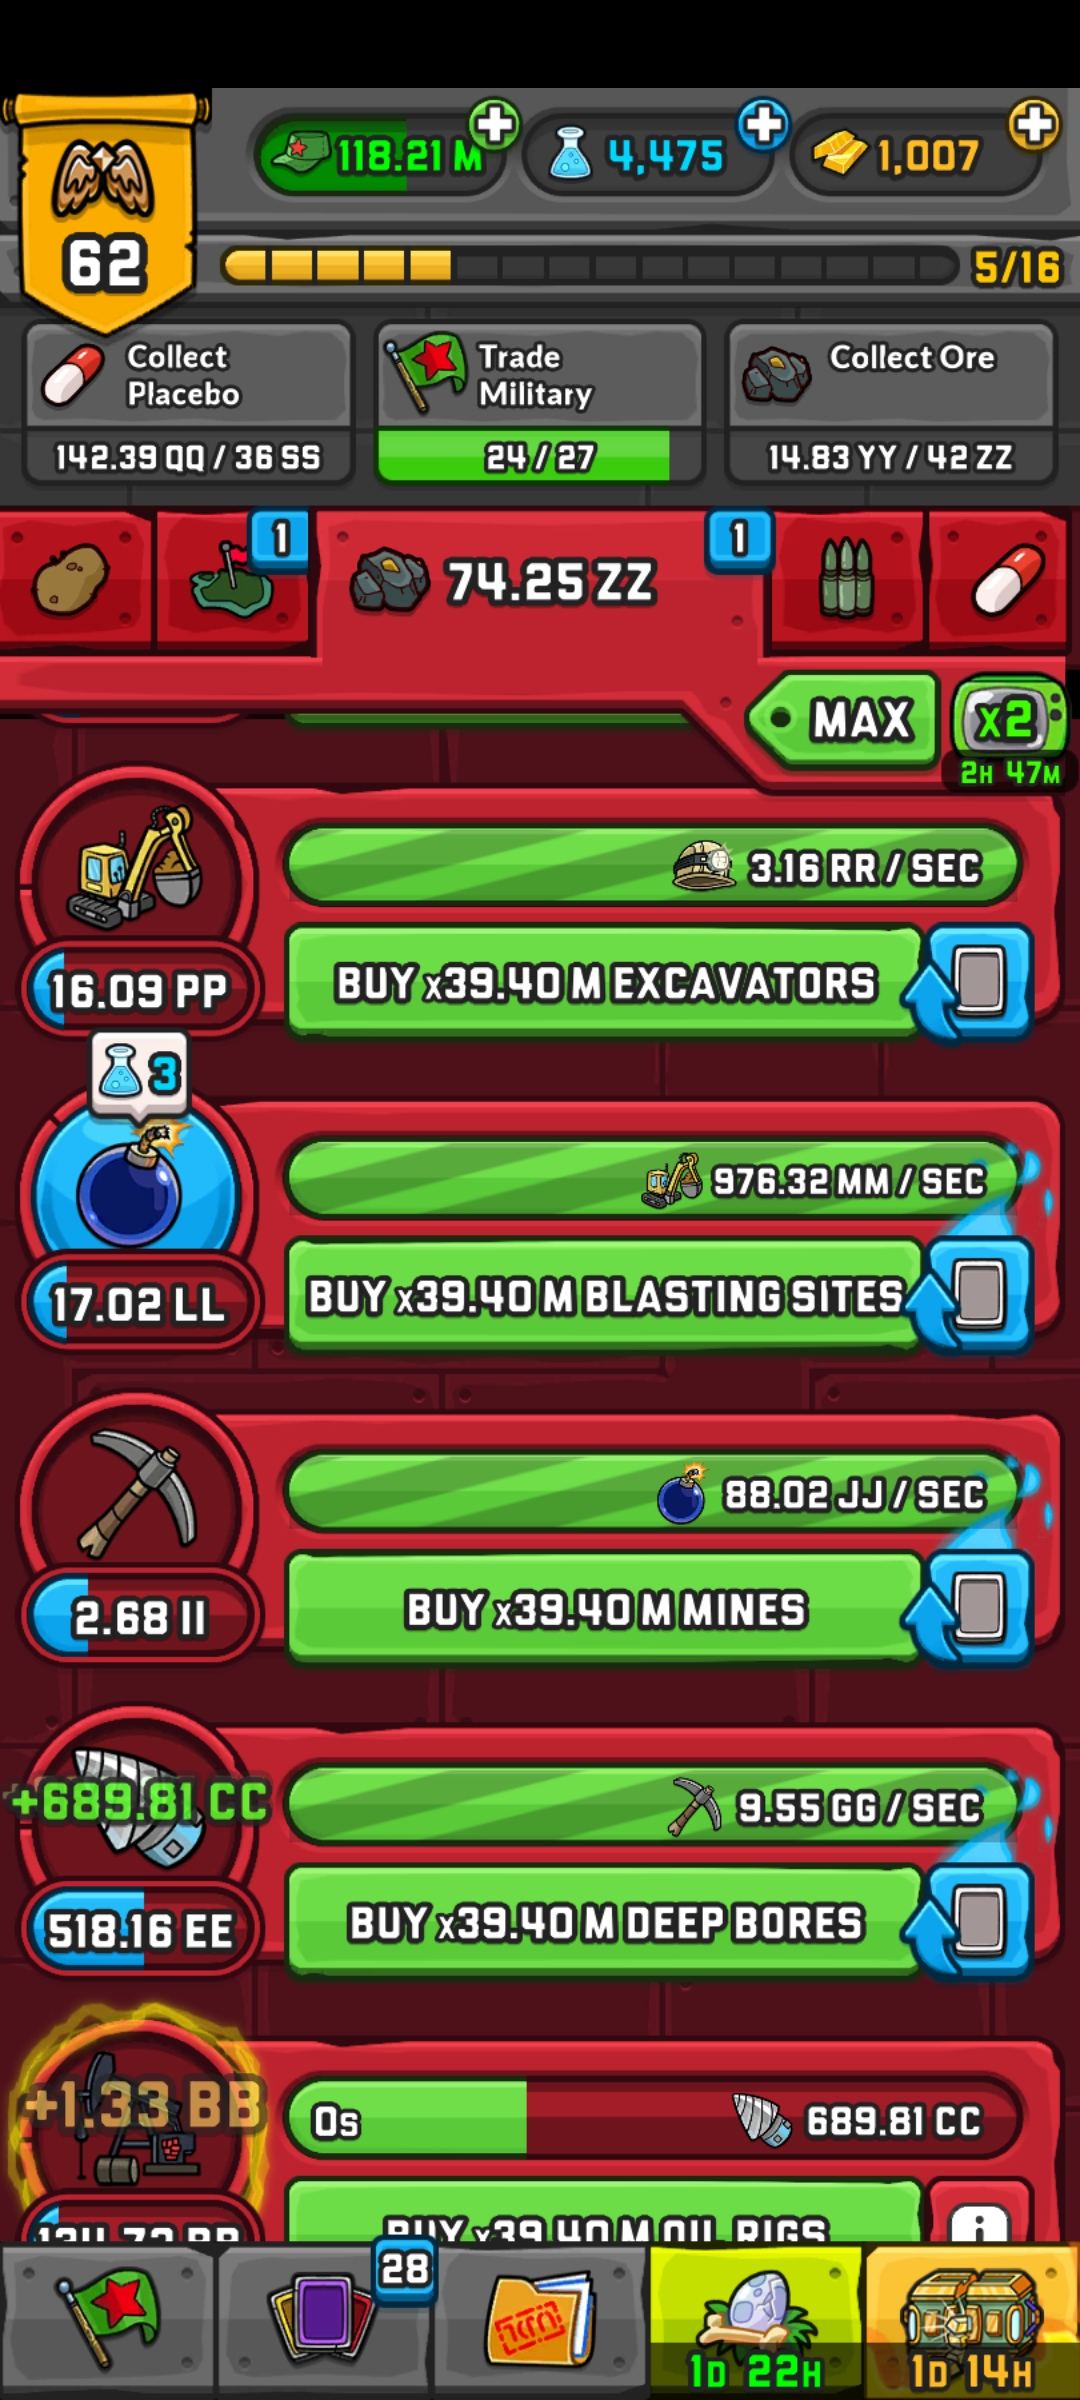 118.21 M
4,475
1,007
62
5/16
Collect
Placebo
142.39 QQ / 36 SS
Trade
Military
24 / 27
Collect Ore
14.83 YY / 42 ZZ
1
74.25 ZZ
1
MAX
x2
2H 47M
3.16 RR / SEC
16.09 PP
BUY x39.40 M EXCAVATORS
3
976.32 MM / SEC
17.02 LL
BUY x39.40 M BLASTING SITES
88.02 JJ / SEC
2.68 II
BUY x39.40 M MINES
+689.81 CC
9.55 GG / SEC
518.16 EE
BUY x39.40 M DEEP BORES
+1.33 BB
0s
689.81 CC
BUY x39.40 M OIL RIGS
28
1D 22H
1D 14H